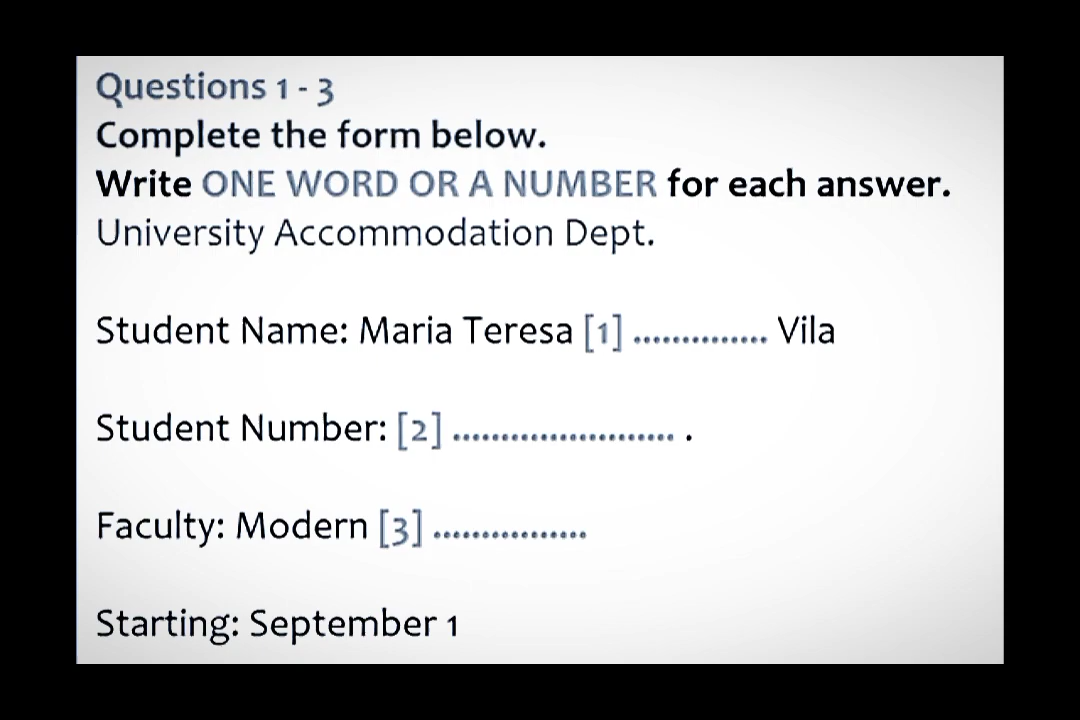 Questions 1 - 3
Complete the form below.
Write ONE WORD OR A NUMBER for each answer.
University Accommodation Dept.
Student Name: Maria Teresa [1] .............. Vila
Student Number: [2] ....................... .
Faculty: Modern [3] ................
Starting: September 1